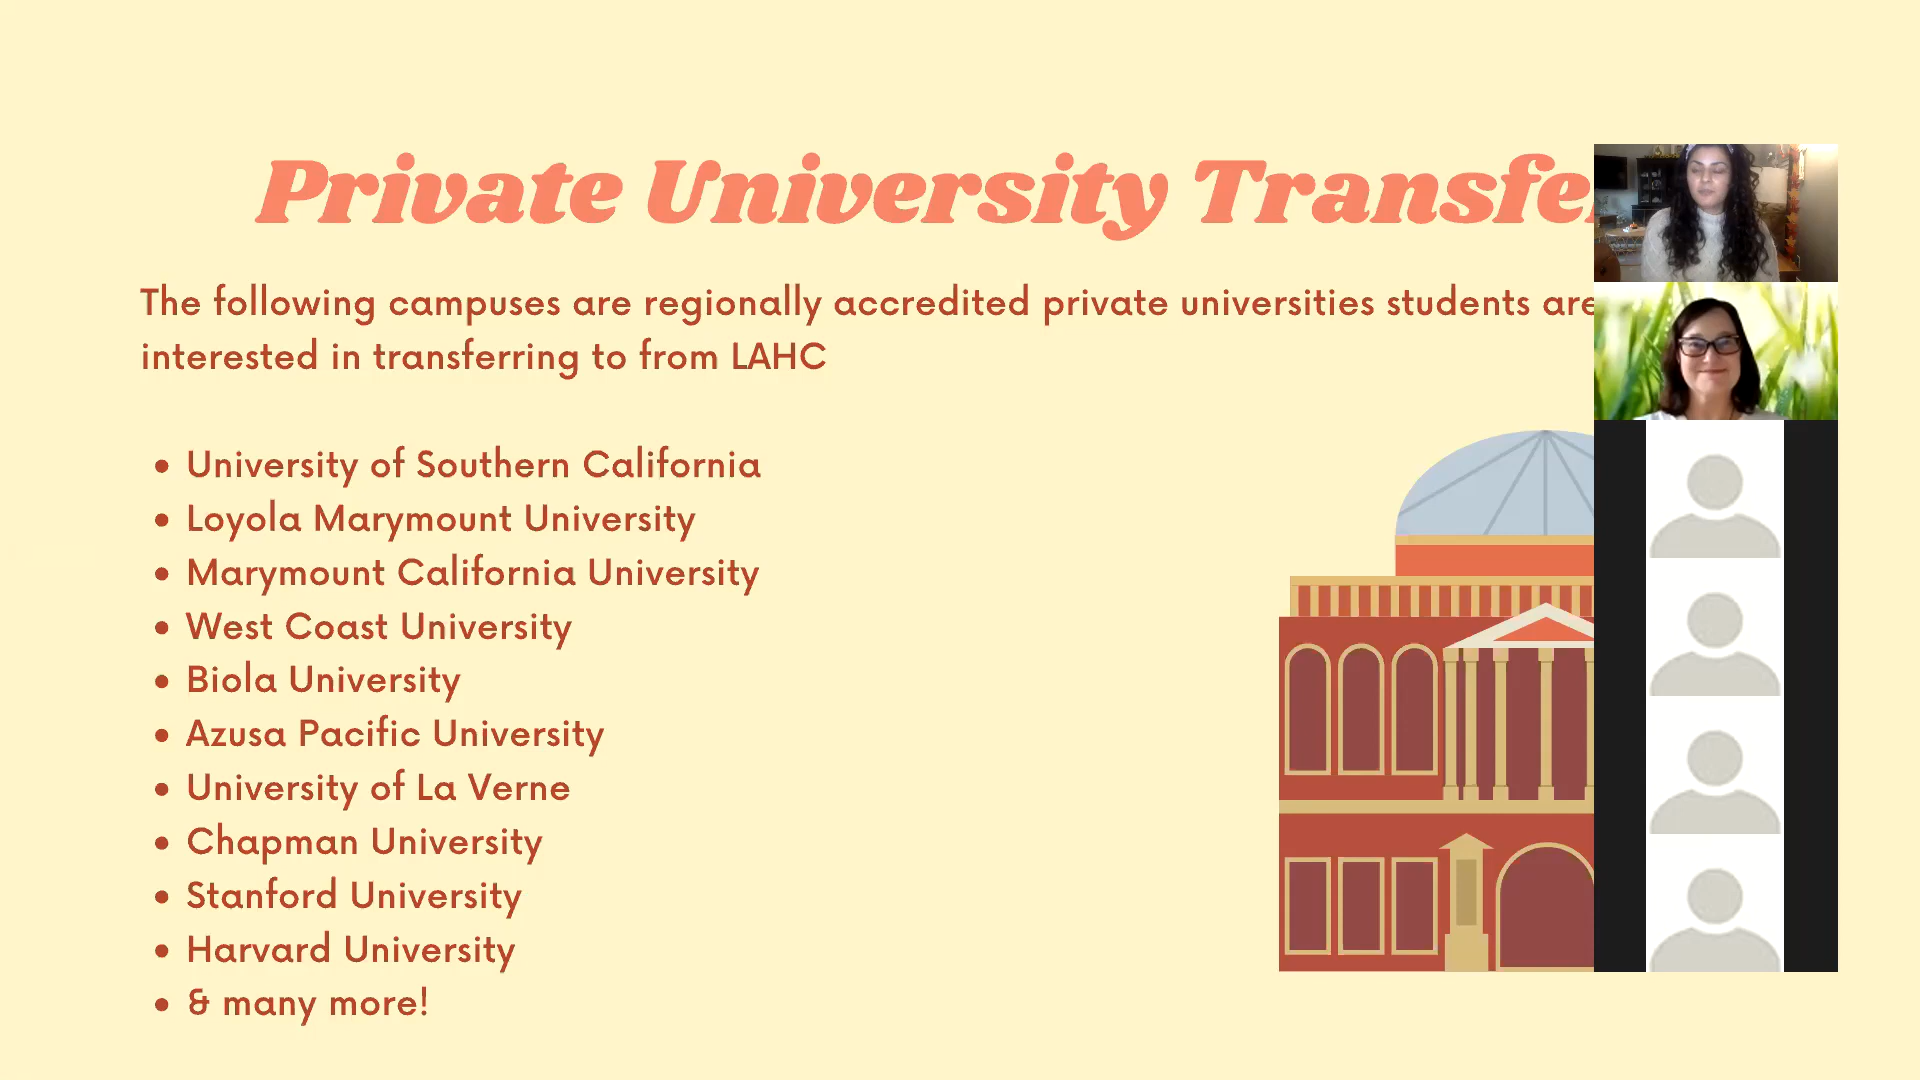 Private University Transfe
The following campuses are regionally accredited private universities students are
interested in transferring to from LAHC
• University of Southern California
• Loyola Marymount University
• Marymount California University
• West Coast University
• Biola University
• Azusa Pacific University
• University of La Verne
• Chapman University
• Stanford University
• Harvard University
• & many more!